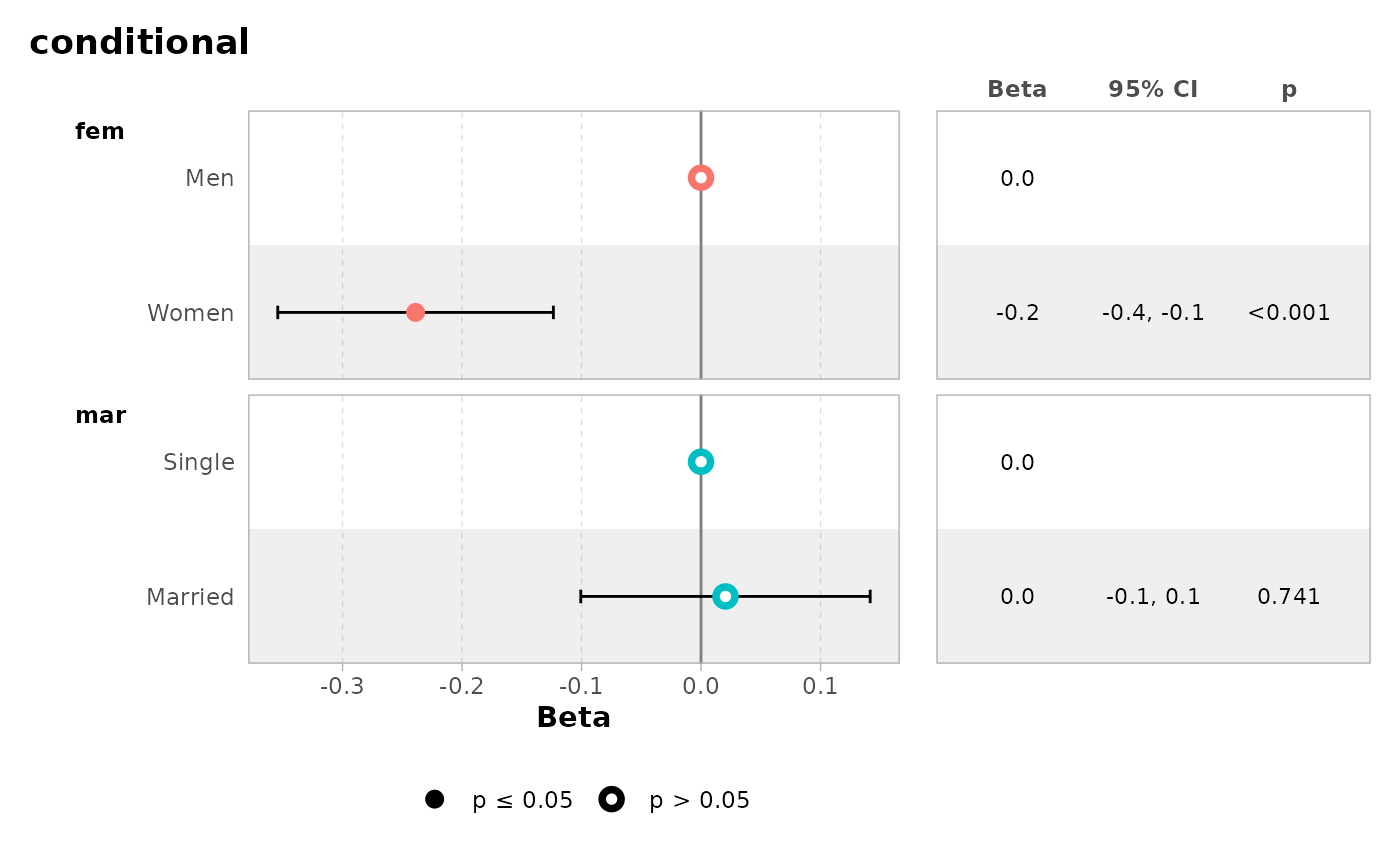 conditional
Beta 95% CI p
fem
Men 0.0
Women -0.2 -0.4, -0.1 <0.001
mar
Single 0.0
Married 0.0 -0.1, 0.1 0.741
-0.3 -0.2 -0.1 0.0 0.1
Beta
p ≤ 0.05 p > 0.05